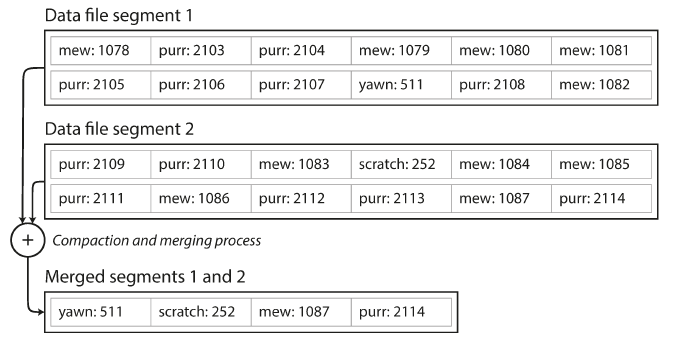 Data file segment 1
mew: 1078 purr: 2103 purr: 2104 mew: 1079 mew: 1080 mew: 1081
purr: 2105 purr: 2106 purr: 2107 yawn: 511 purr: 2108 mew: 1082
Data file segment 2
purr: 2109 purr: 2110 mew: 1083 scratch: 252 mew: 1084 mew: 1085
purr: 2111 mew: 1086 purr: 2112 purr: 2113 mew: 1087 purr: 2114
+ Compaction and merging process
Merged segments 1 and 2
yawn: 511 scratch: 252 mew: 1087 purr: 2114